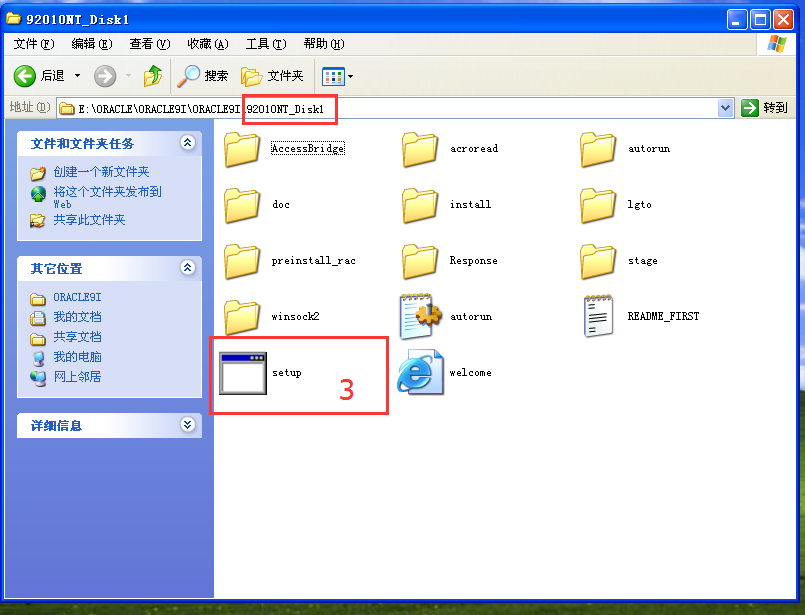 92010NT_Disk1
文件(F) 编辑(E) 查看(V) 收藏(A) 工具(T) 帮助(H)
后退 搜索 文件夹
地址(D) E:\ORACLE\ORACLE9I\ORACLE9I\92010NT_Disk1 转到
文件和文件夹任务
创建一个新文件夹
将这个文件夹发布到
Web
共享此文件夹
其它位置
ORACLE9I
我的文档
共享文档
我的电脑
网上邻居
详细信息
AccessBridge acroread autorun
doc install lgto
preinstall_rac Response stage
winsock2 autorun README_FIRST
setup 3 welcome